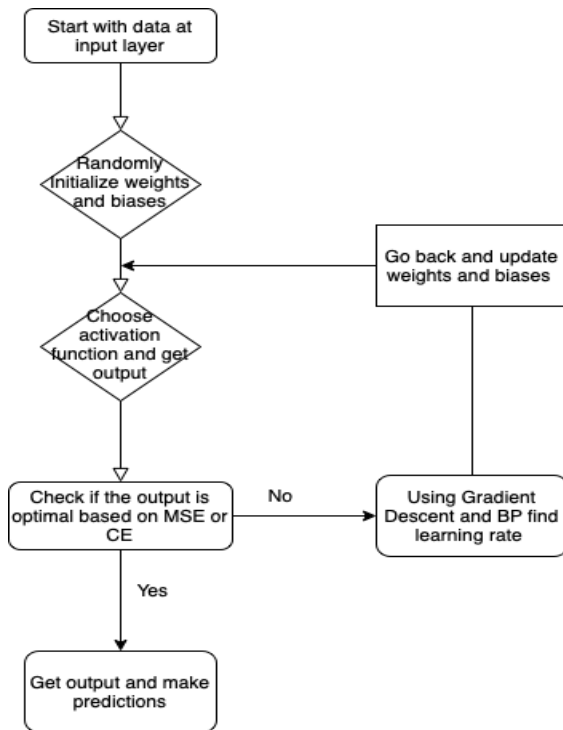 Start with data at
input layer
Randomly
Initialize weights
and biases
Go back and update
weights and biases
Choose
activation
function and get
output
Check if the output is
optimal based on MSE or
CE
No
Using Gradient
Descent and BP find
learning rate
Yes
Get output and make
predictions